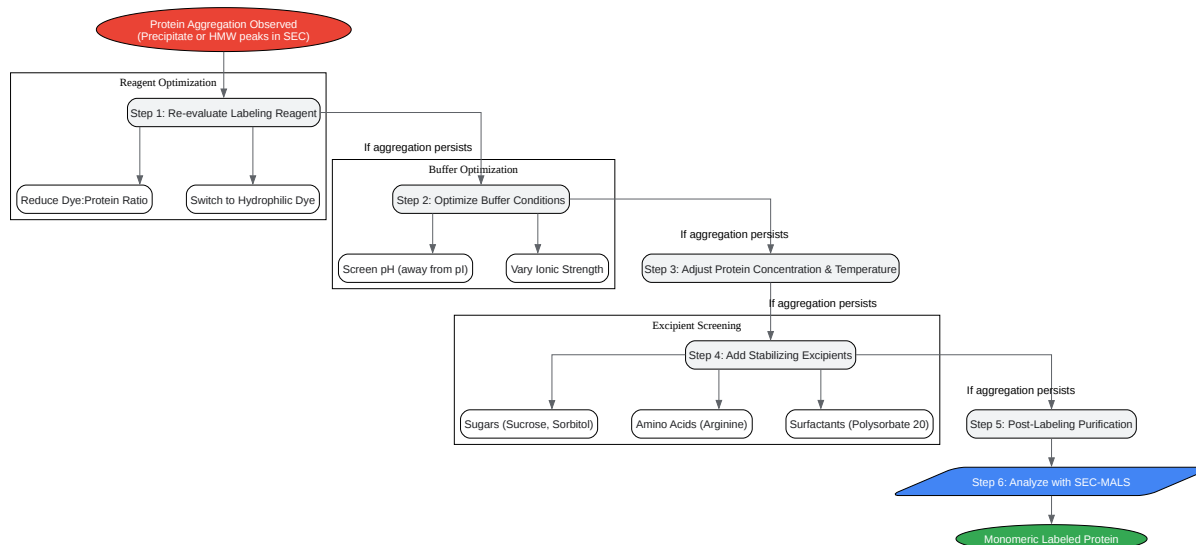 Protein Aggregation Observed
(Precipitate or HMW peaks in SEC)
Reagent Optimization
Step 1: Re-evaluate Labeling Reagent
If aggregation persists
Reduce Dye:Protein Ratio
Switch to Hydrophilic Dye
Buffer Optimization
Step 2: Optimize Buffer Conditions
If aggregation persists
Screen pH (away from pI)
Vary Ionic Strength
Step 3: Adjust Protein Concentration & Temperature
If aggregation persists
Excipient Screening
Step 4: Add Stabilizing Excipients
If aggregation persists
Sugars (Sucrose, Sorbitol)
Amino Acids (Arginine)
Surfactants (Polysorbate 20)
Step 5: Post-Labeling Purification
Step 6: Analyze with SEC-MALS
Monomeric Labeled Protein